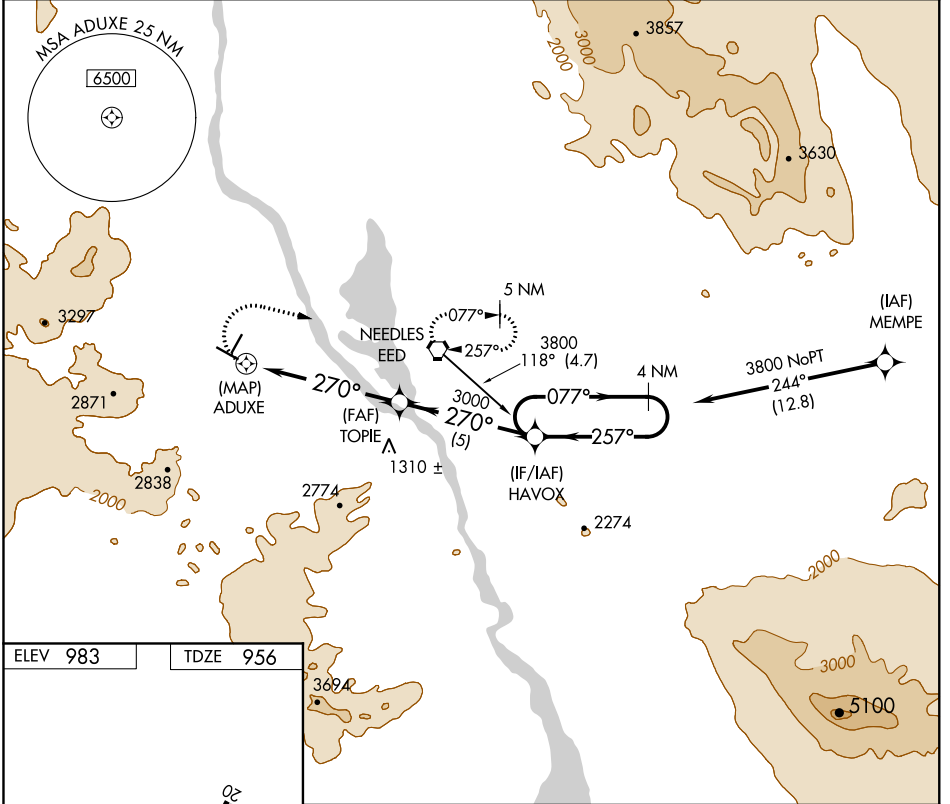 MSA ADUXE 25 NM
6500
3857
3000
2000
3630
3297
2871
2838
2000
(MAP)
ADUXE
270°
(FAF)
TOPIE
1310 ±
NEEDLES
EED
077°
5 NM
257°
3800
118° (4.7)
3000
270°
(5)
077°
4 NM
257°
(IF/IAF)
HAVOX
3800 NoPT
244°
(12.8)
(IAF)
MEMPE
2774
2274
2000
3000
5100
3694
ELEV 983
TDZE 956
20